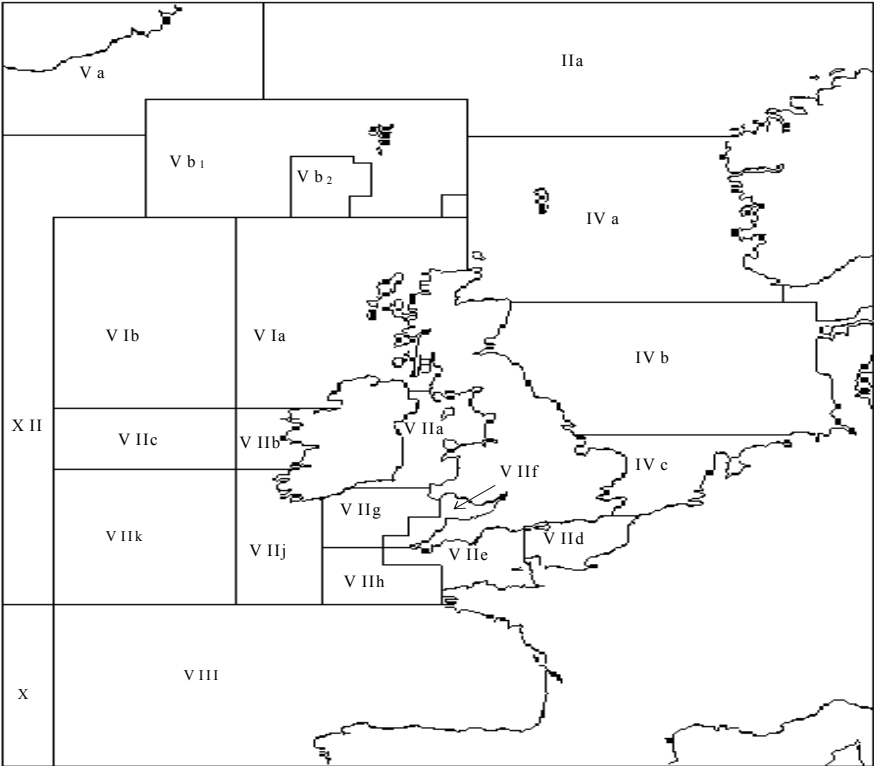 V a
IIa
V b 1
V b 2
IV a
V Ib
V Ia
IV b
X II
V IIc
V IIb
V IIa
IV c
V IIf
V IIg
V IIk
V IIj
V IIe
V IId
V IIh
V III
X